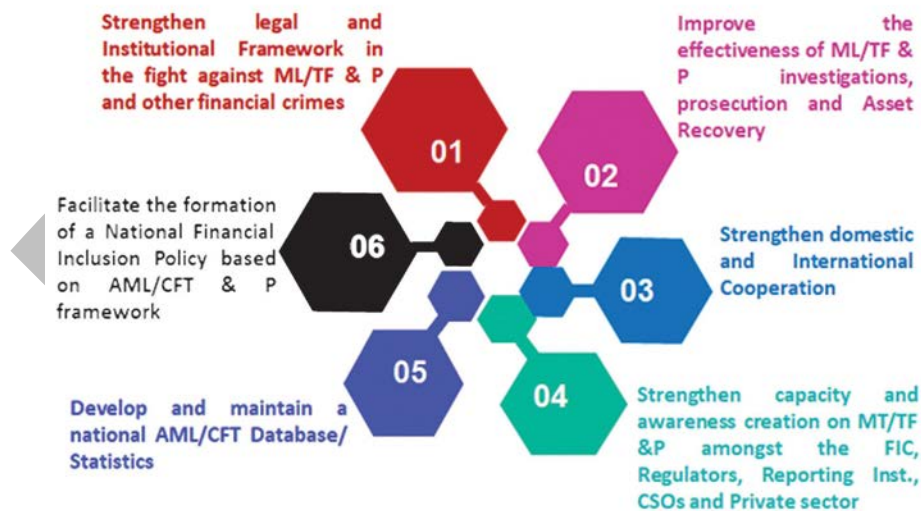 Strengthen legal and
Institutional Framework in
the fight against ML/TF & P
and other financial crimes
01
Improve the
effectiveness of ML/TF &
P investigations,
prosecution and Asset
Recovery
02
Strengthen domestic
and International
Cooperation
03
Strengthen capacity and
awareness creation on MT/TF
&P amongst the FIC,
Regulators, Reporting Inst.,
CSOs and Private sector
04
Develop and maintain a
national AML/CFT Database/
Statistics
05
Facilitate the formation
of a National Financial
Inclusion Policy based
on AML/CFT & P
framework
06